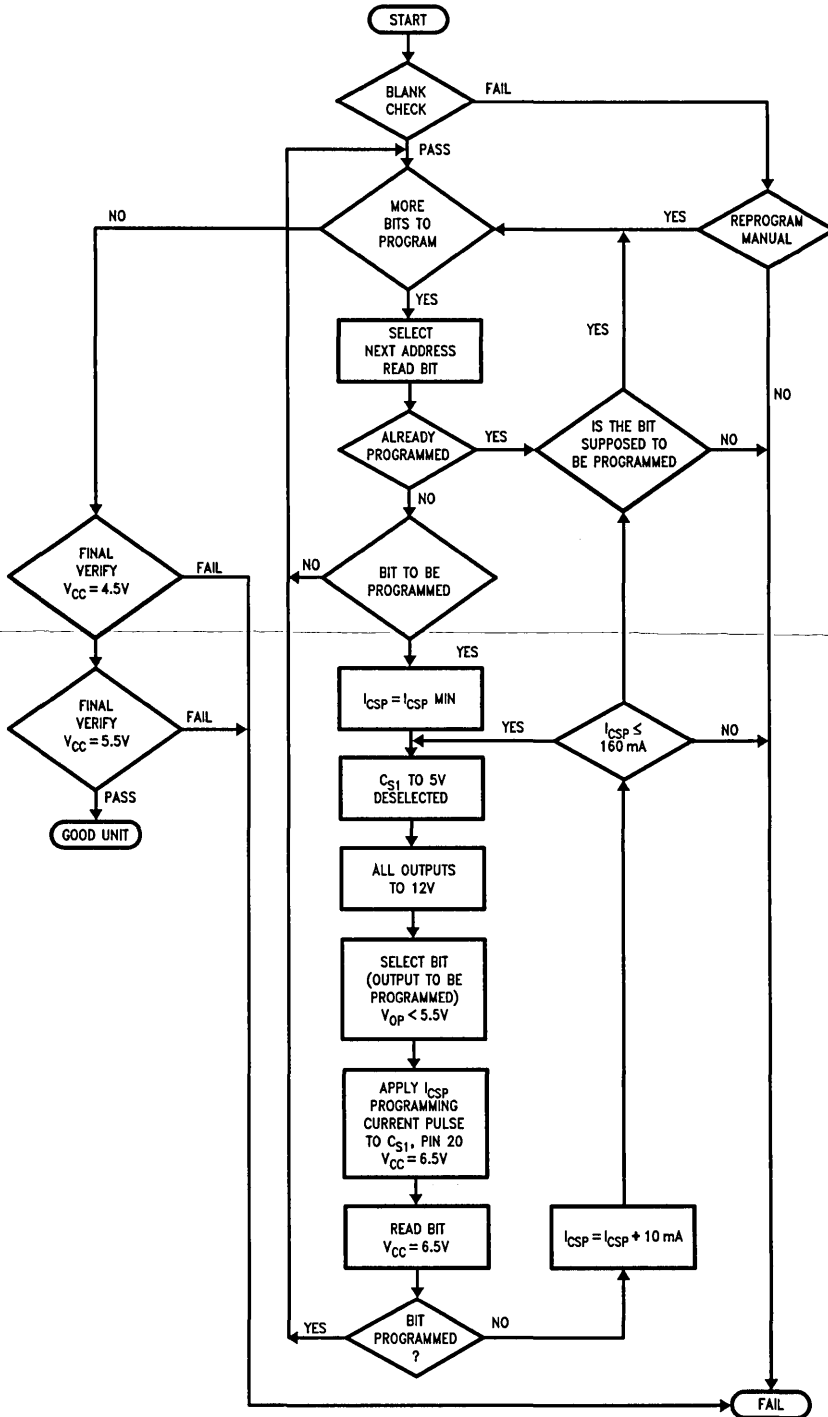 START
BLANK
CHECK
FAIL
PASS
MORE
BITS TO
PROGRAM
NO
YES
REPROGRAM
MANUAL
YES
SELECT
NEXT ADDRESS
READ BIT
YES
NO
ALREADY
PROGRAMMED
YES
IS THE BIT
SUPPOSED TO
BE PROGRAMMED
NO
NO
FINAL
VERIFY
VCC = 4.5V
FAIL
NO
BIT TO BE
PROGRAMMED
YES
FINAL
VERIFY
VCC = 5.5V
FAIL
PASS
GOOD UNIT
ICSP = ICSP MIN
YES
ICSP ≤
160 mA
NO
CS1 TO 5V
DESELECTED
ALL OUTPUTS
TO 12V
SELECT BIT
(OUTPUT TO BE
PROGRAMMED)
VOP < 5.5V
APPLY ICSP
PROGRAMMING
CURRENT PULSE
TO CS1, PIN 20
VCC = 6.5V
READ BIT
VCC = 6.5V
ICSP = ICSP + 10 mA
YES
BIT
PROGRAMMED
?
NO
FAIL